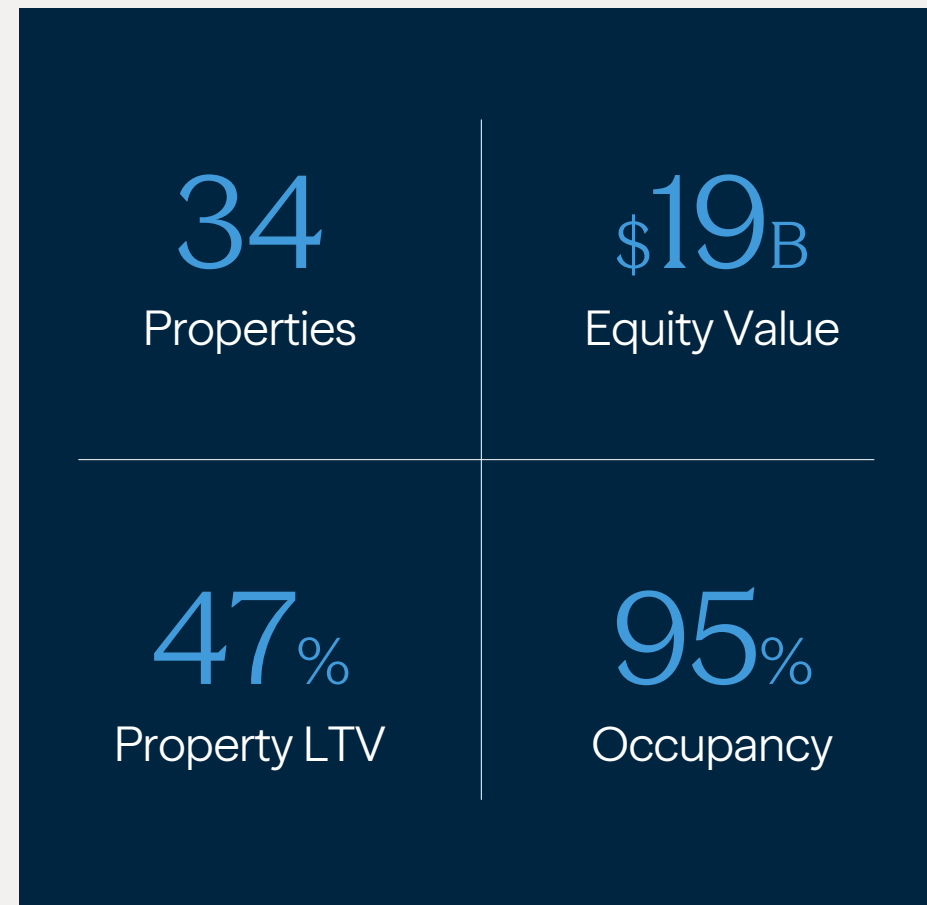 34
Properties
$19B
Equity Value
47%
Property LTV
95%
Occupancy